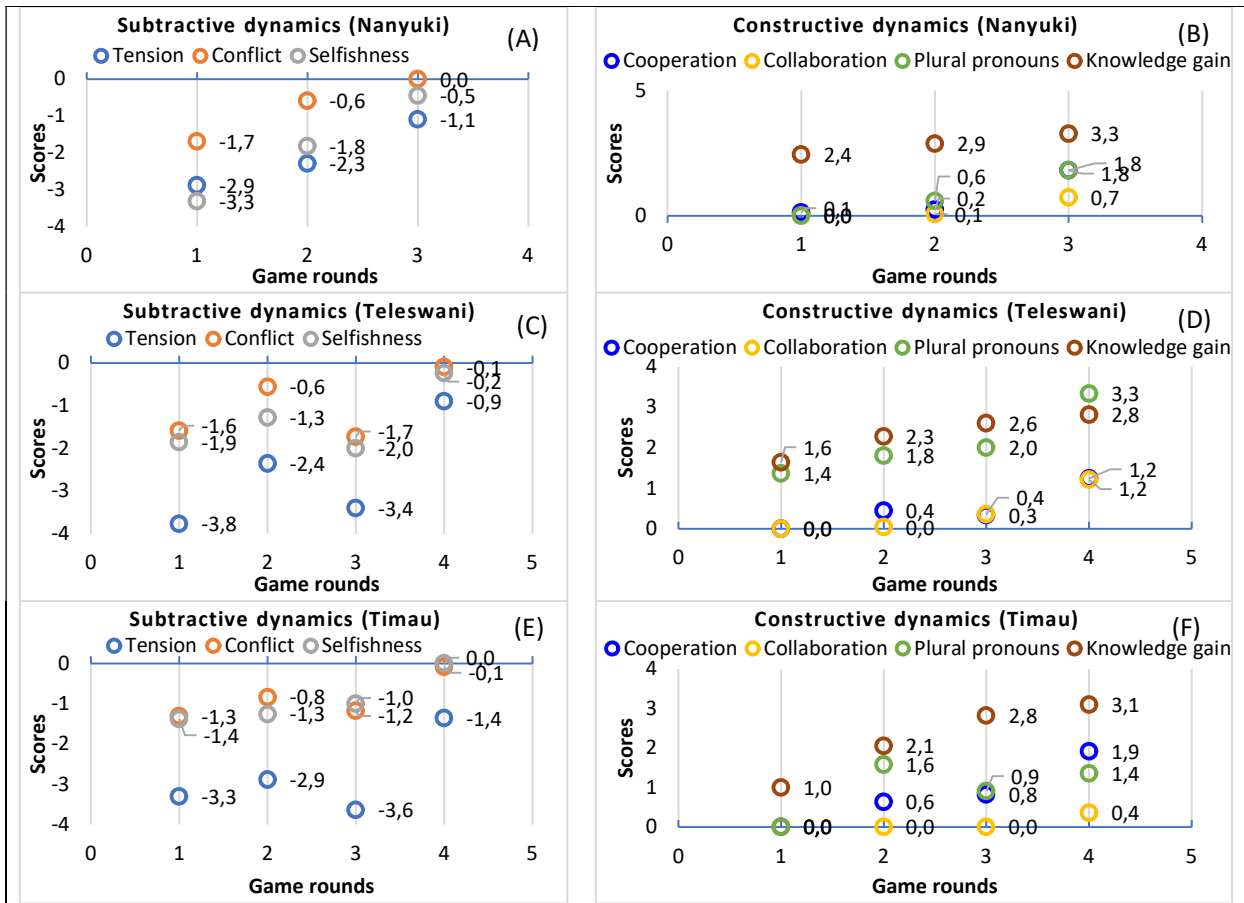 Subtractive dynamics (Nanyuki)
(A)
Tension Conflict Selfishness
0
-1
-2
-3
-4
Scores
0,0
-0,5
-0,6
-1,1
-1,7
-1,8
-2,3
-2,9
-3,3
0 1 2 3 4
Game rounds
Constructive dynamics (Nanyuki)
(B)
Cooperation Collaboration Plural pronouns Knowledge gain
5
0
Scores
2,4
2,9
3,3
0,6
1,8
1,8
0,1
0,2
0,0
0,1
0,7
0 1 2 3 4
Game rounds
Subtractive dynamics (Teleswani)
(C)
Tension Conflict Selfishness
0
-1
-2
-3
-4
Scores
-0,1
-0,2
-0,6
-0,9
-1,3
-1,6
-1,7
-1,9
-2,0
-2,4
-3,4
-3,8
0 1 2 3 4 5
Game rounds
Constructive dynamics (Teleswani)
(D)
Cooperation Collaboration Plural pronouns Knowledge gain
4
3
2
1
0
Scores
3,3
2,8
2,6
2,3
2,0
1,8
1,6
1,4
1,2
1,2
0,4
0,4
0,3
0,0
0,0
0 1 2 3 4 5
Game rounds
Subtractive dynamics (Timau)
(E)
Tension Conflict Selfishness
0
-1
-2
-3
-4
Scores
0,0
-0,1
-0,8
-1,0
-1,3
-1,3
-1,2
-1,4
-1,4
-2,9
-3,3
-3,6
0 1 2 3 4 5
Game rounds
Constructive dynamics (Timau)
(F)
Cooperation Collaboration Plural pronouns Knowledge gain
4
3
2
1
0
Scores
3,1
2,8
2,1
1,9
1,6
1,4
1,0
0,9
0,8
0,6
0,4
0,0
0,0
0,0
0 1 2 3 4 5
Game rounds